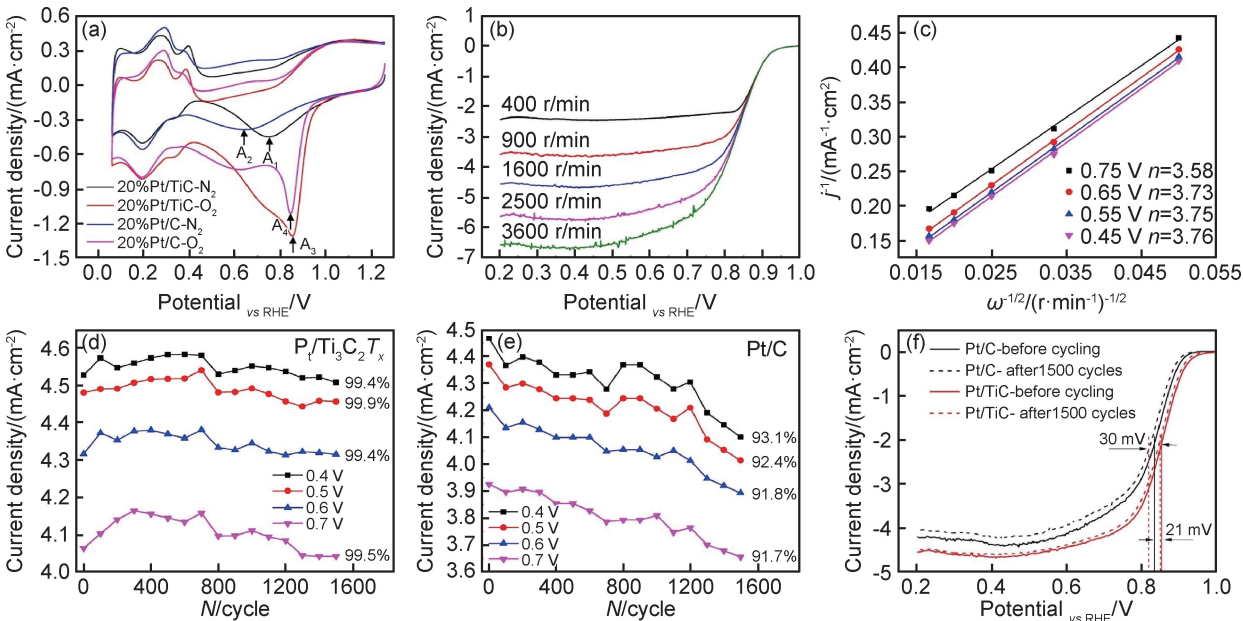 (a)
0.6
0.3
0.0
-0.3
-0.6
-0.9
-1.2
-1.5
Current density/(mA·cm⁻²)
A₂
A₁
A₄
A₃
20%Pt/TiC-N₂
20%Pt/TiC-O₂
20%Pt/C-N₂
20%Pt/C-O₂
0.0 0.2 0.4 0.6 0.8 1.0 1.2
Potential vs RHE/V
(b)
1
0
-1
-2
-3
-4
-5
-6
-7
Current density/(mA·cm⁻²)
400 r/min
900 r/min
1600 r/min
2500 r/min
3600 r/min
0.2 0.3 0.4 0.5 0.6 0.7 0.8 0.9 1.0
Potential vs RHE/V
(c)
0.45
0.40
0.35
0.30
0.25
0.20
0.15
j⁻¹/(mA⁻¹·cm²)
0.75 V n=3.58
0.65 V n=3.73
0.55 V n=3.75
0.45 V n=3.76
0.015 0.025 0.035 0.045 0.055
ω⁻¹/²/(r·min⁻¹)⁻¹/²
(d)
Pt/Ti₃C₂Tₓ
4.6
4.5
4.4
4.3
4.2
4.1
4.0
Current density/(mA·cm⁻²)
99.4%
99.9%
99.4%
99.5%
0.4 V
0.5 V
0.6 V
0.7 V
0 400 800 1200 1600
N/cycle
(e)
Pt/C
4.5
4.4
4.3
4.2
4.1
4.0
3.9
3.8
3.7
3.6
Current density/(mA·cm⁻²)
93.1%
92.4%
91.8%
91.7%
0.4 V
0.5 V
0.6 V
0.7 V
0 400 800 1200 1600
N/cycle
(f)
0
-1
-2
-3
-4
-5
Current density/(mA·cm⁻²)
Pt/C-before cycling
Pt/C- after1500 cycles
Pt/TiC-before cycling
Pt/TiC- after1500 cycles
30 mV
21 mV
0.2 0.4 0.6 0.8 1.0
Potential vs RHE/V